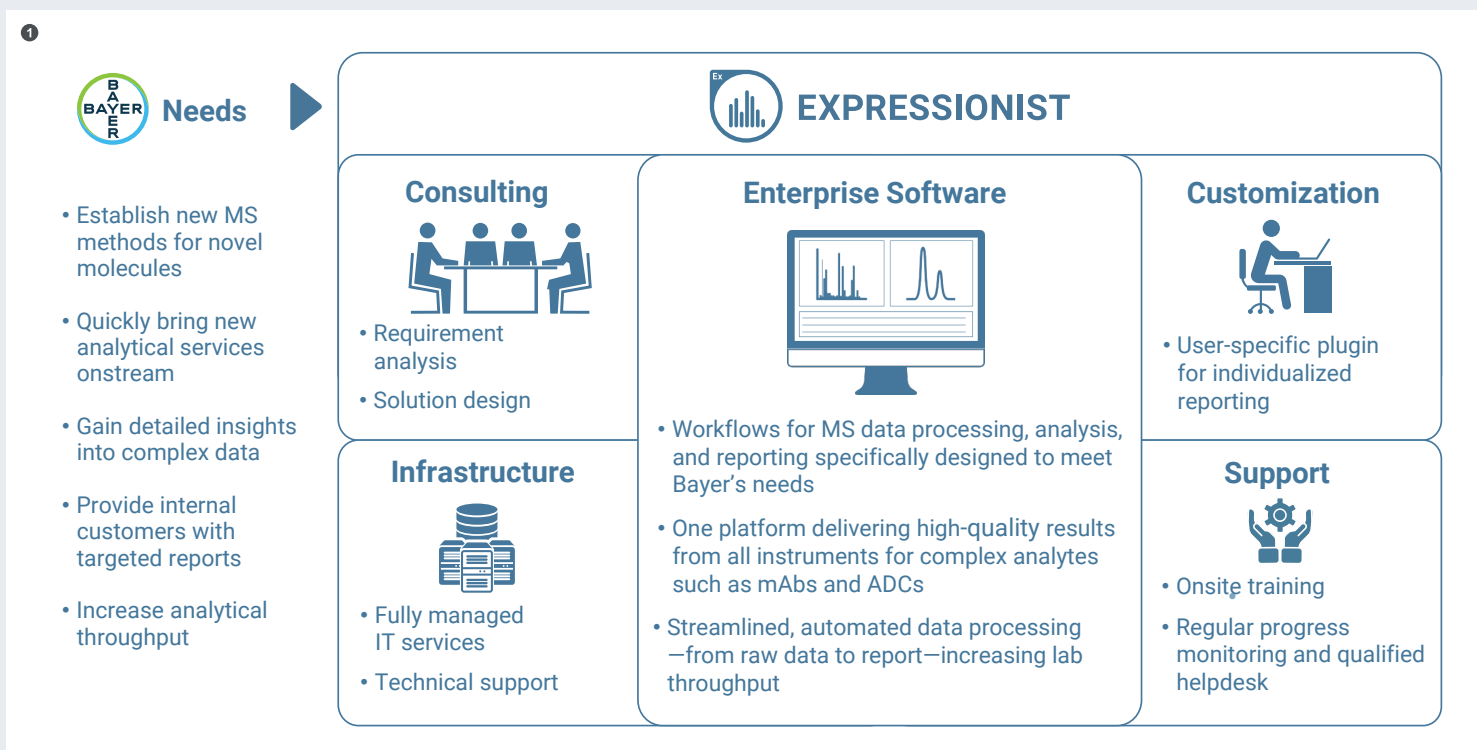 1
BAYER
BAYER
Needs
• Establish new MS
methods for novel
molecules
• Quickly bring new
analytical services
onstream
• Gain detailed insights
into complex data
• Provide internal
customers with
targeted reports
• Increase analytical
throughput
Ex
EXPRESSIONIST
Consulting
• Requirement
analysis
• Solution design
Infrastructure
• Fully managed
IT services
• Technical support
Enterprise Software
• Workflows for MS data processing, analysis,
and reporting specifically designed to meet
Bayer’s needs
• One platform delivering high-quality results
from all instruments for complex analytes
such as mAbs and ADCs
• Streamlined, automated data processing
—from raw data to report—increasing lab
throughput
Customization
• User-specific plugin
for individualized
reporting
Support
• Onsite training
• Regular progress
monitoring and qualified
helpdesk